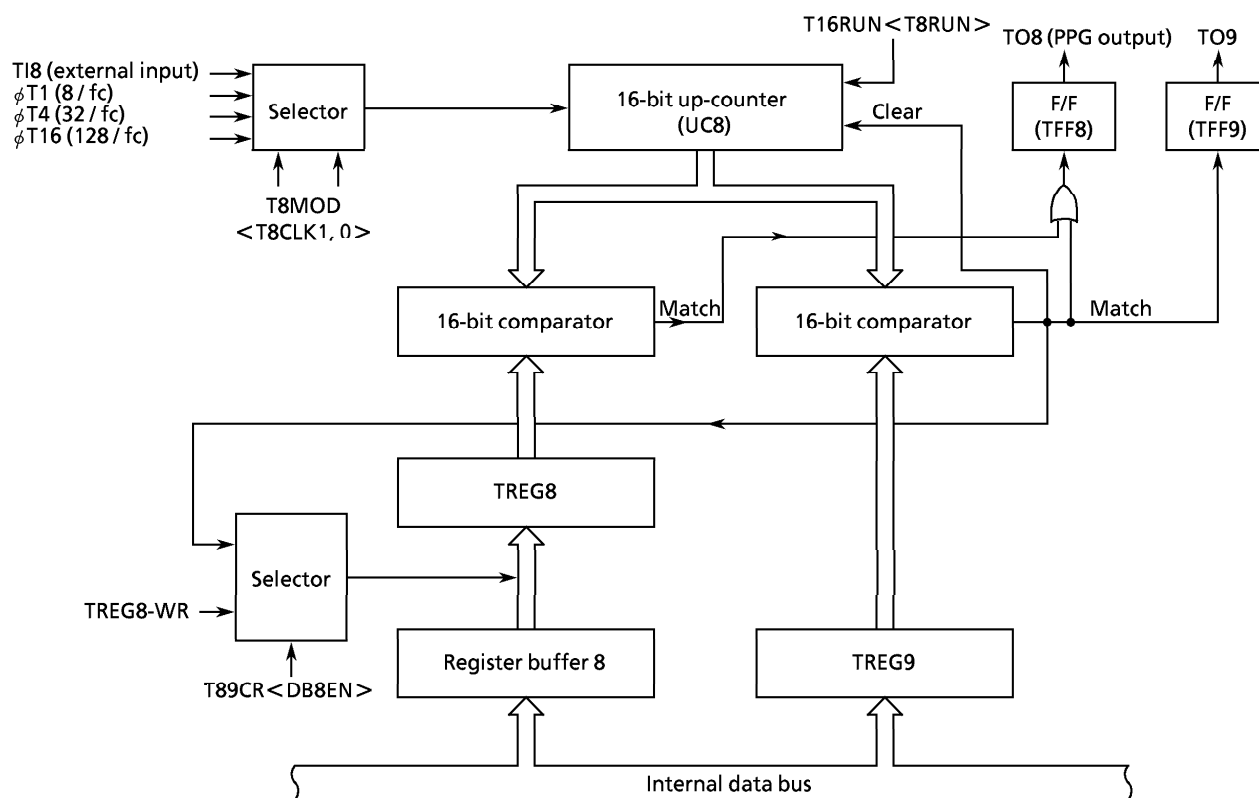 T16RUN<T8RUN>
TO8 (PPG output)
TO9
TI8 (external input)
ϕT1 (8 / fc)
ϕT4 (32 / fc)
ϕT16 (128 / fc)
Selector
16-bit up-counter
(UC8)
Clear
F/F
(TFF8)
F/F
(TFF9)
T8MOD
<T8CLK1, 0>
16-bit comparator
Match
16-bit comparator
Match
TREG8
Selector
TREG8-WR
T89CR<DB8EN>
Register buffer 8
TREG9
Internal data bus